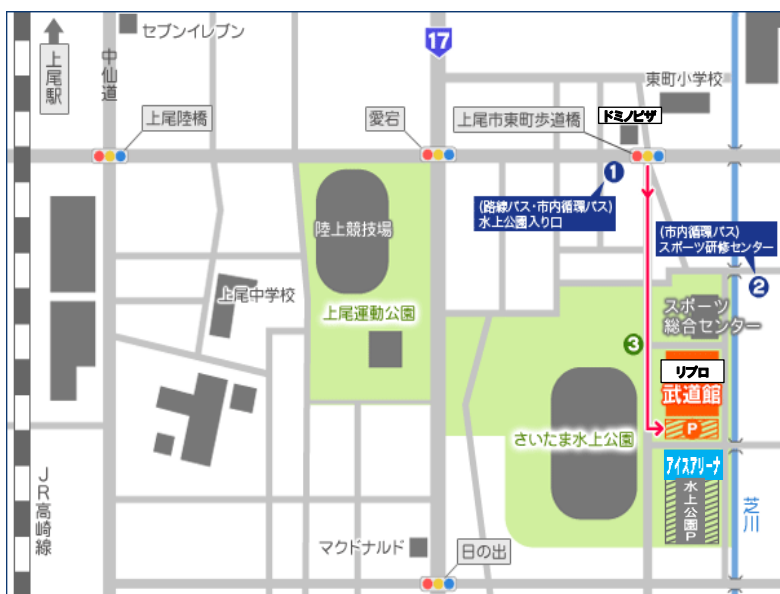 セブンイレブン
17
上尾駅
中仙道
東町小学校
上尾陸橋
愛宕
上尾市東町歩道橋
ドミノピザ
1
(路線バス・市内循環バス)
水上公園入り口
陸上競技場
(市内循環バス)
スポーツ研修センター
2
上尾中学校
上尾運動公園
スポーツ
総合センター
3
リプロ
武道館
P
さいたま水上公園
アイスアリーナ
水上公園P
JR高崎線
芝川
マクドナルド
日の出